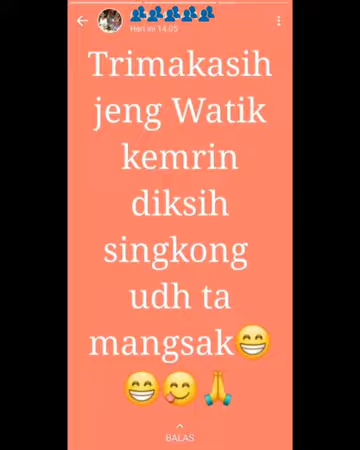 Hari ini 14.05
Trimakasih
jeng Watik
kemrin
diksih
singkong
udh ta
mangsak😁
😁😋🙏
BALAS